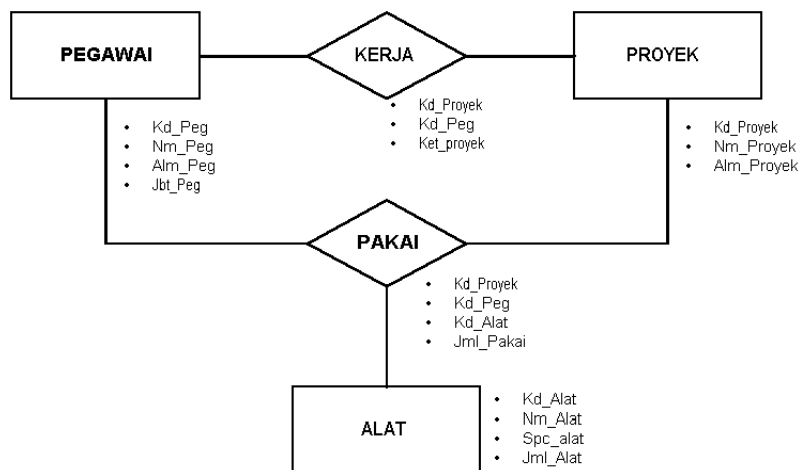 PEGAWAI
KERJA
PROYEK
• Kd_Peg
• Nm_Peg
• Alm_Peg
• Jbt_Peg
• Kd_Proyek
• Kd_Peg
• Ket_proyek
• Kd_Proyek
• Nm_Proyek
• Alm_Proyek
PAKAI
• Kd_Proyek
• Kd_Peg
• Kd_Alat
• Jml_Pakai
ALAT
• Kd_Alat
• Nm_Alat
• Spc_alat
• Jml_Alat